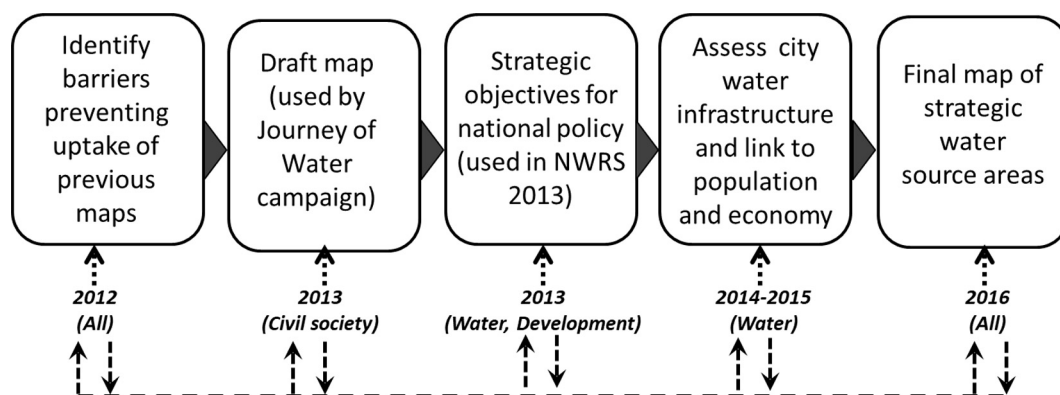 Identify
barriers
preventing
uptake of
previous
maps
Draft map
(used by
Journey of
Water
campaign)
Strategic
objectives for
national policy
(used in NWRS
2013)
Assess city
water
infrastructure
and link to
population
and economy
Final map of
strategic
water
source areas
2012
(All)
2013
(Civil society)
2013
(Water, Development)
2014-2015
(Water)
2016
(All)